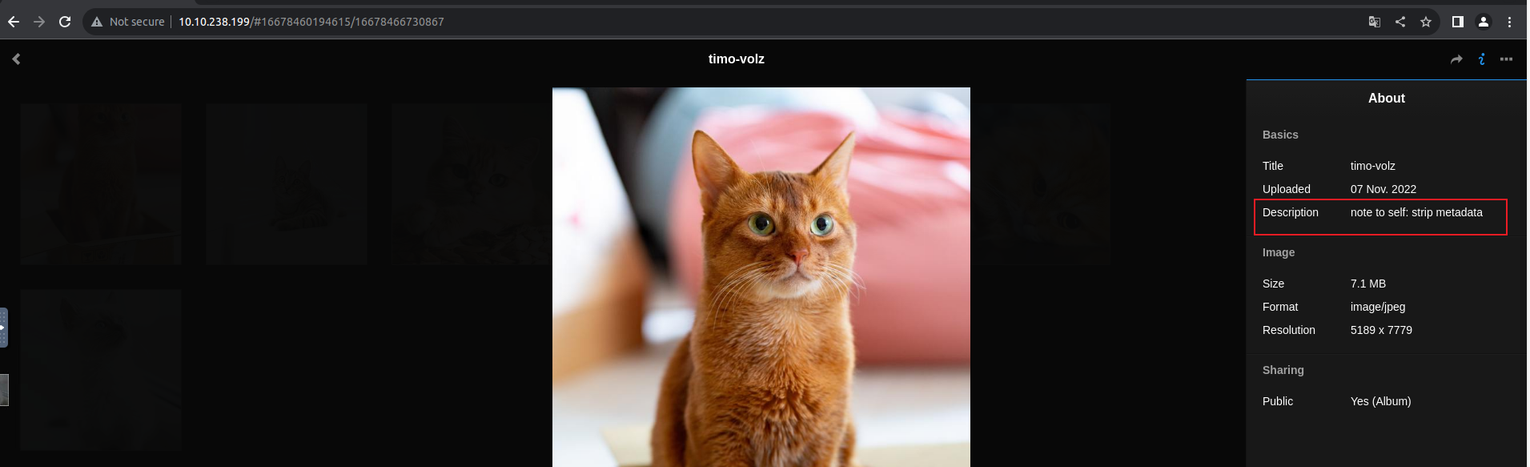 Not secure 10.10.238.199/#16678460194615/16678466730867
timo-volz
About
Basics
Title timo-volz
Uploaded 07 Nov. 2022
Description note to self: strip metadata
Image
Size 7.1 MB
Format image/jpeg
Resolution 5189 x 7779
Sharing
Public Yes (Album)